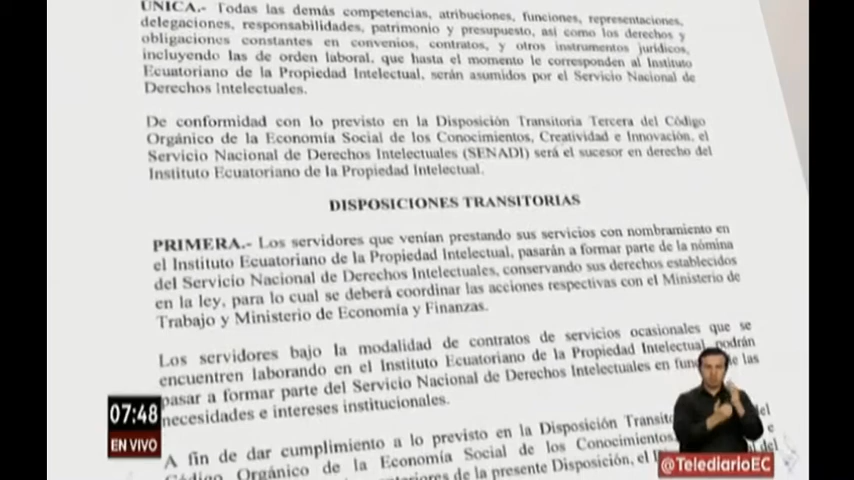 ÚNICA.- Todas las demás competencias, atribuciones, funciones, representaciones,
delegaciones, responsabilidades, patrimonio y presupuesto, así como los derechos y
obligaciones constantes en convenios, contratos, y otros instrumentos jurídicos,
incluyendo las de orden laboral, que hasta el momento le corresponden al Instituto
Ecuatoriano de la Propiedad Intelectual, serán asumidos por el Servicio Nacional de
Derechos Intelectuales.
De conformidad con lo previsto en la Disposición Transitoria Tercera del Código
Orgánico de la Economía Social de los Conocimientos, Creatividad e Innovación, el
Servicio Nacional de Derechos Intelectuales (SENADI) será el sucesor en derecho del
Instituto Ecuatoriano de la Propiedad Intelectual.
DISPOSICIONES TRANSITORIAS
PRIMERA.- Los servidores que venían prestando sus servicios con nombramiento en
el Instituto Ecuatoriano de la Propiedad Intelectual, pasarán a formar parte de la nómina
del Servicio Nacional de Derechos Intelectuales, conservando sus derechos establecidos
en la ley, para lo cual se deberá coordinar las acciones respectivas con el Ministerio de
Trabajo y Ministerio de Economía y Finanzas.
Los servidores bajo la modalidad de contratos de servicios ocasionales que se
encuentren laborando en el Instituto Ecuatoriano de la Propiedad Intelectual, podrán
pasar a formar parte del Servicio Nacional de Derechos Intelectuales en las
necesidades e intereses institucionales.
A fin de dar cumplimiento a lo previsto en la Disposición del
Código Orgánico de la Economía Social de los Conocimientos, e
de la presente Disposición, el del
07:48
EN VIVO
@TelediarioEC